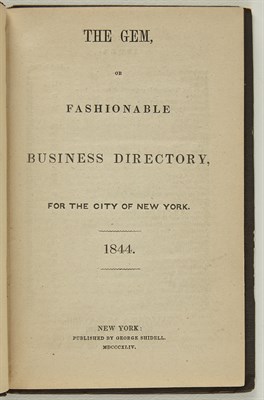 THE GEM,
OR
FASHIONABLE
BUSINESS DIRECTORY,
FOR THE CITY OF NEW YORK.
1844.
NEW YORK:
PUBLISHED BY GEORGE SHIDELL.
MDCCCXLIV.